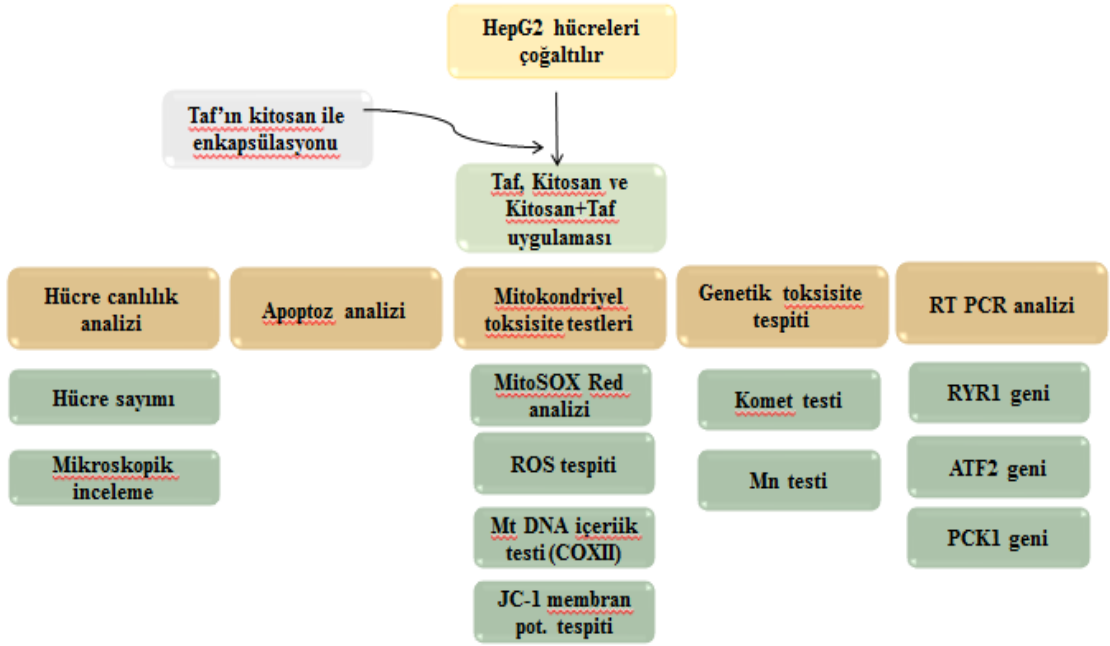 HepG2 hücreleri
çoğaltılır
Taf’ın kitosan ile
enkapsülasyonu
Taf, Kitosan ve
Kitosan+Taf
uygulaması
Hücre canlılık
analizi
Apoptoz analizi
Mitokondriyel
toksisite testleri
Genetik toksisite
tespiti
RT PCR analizi
Hücre sayımı
Mikroskopik
inceleme
MitoSOX Red
analizi
ROS tespiti
Mt DNA içeriik
testi (COXII)
JC-1 membran
pot. tespiti
Komet testi
Mn testi
RYR1 geni
ATF2 geni
PCK1 geni